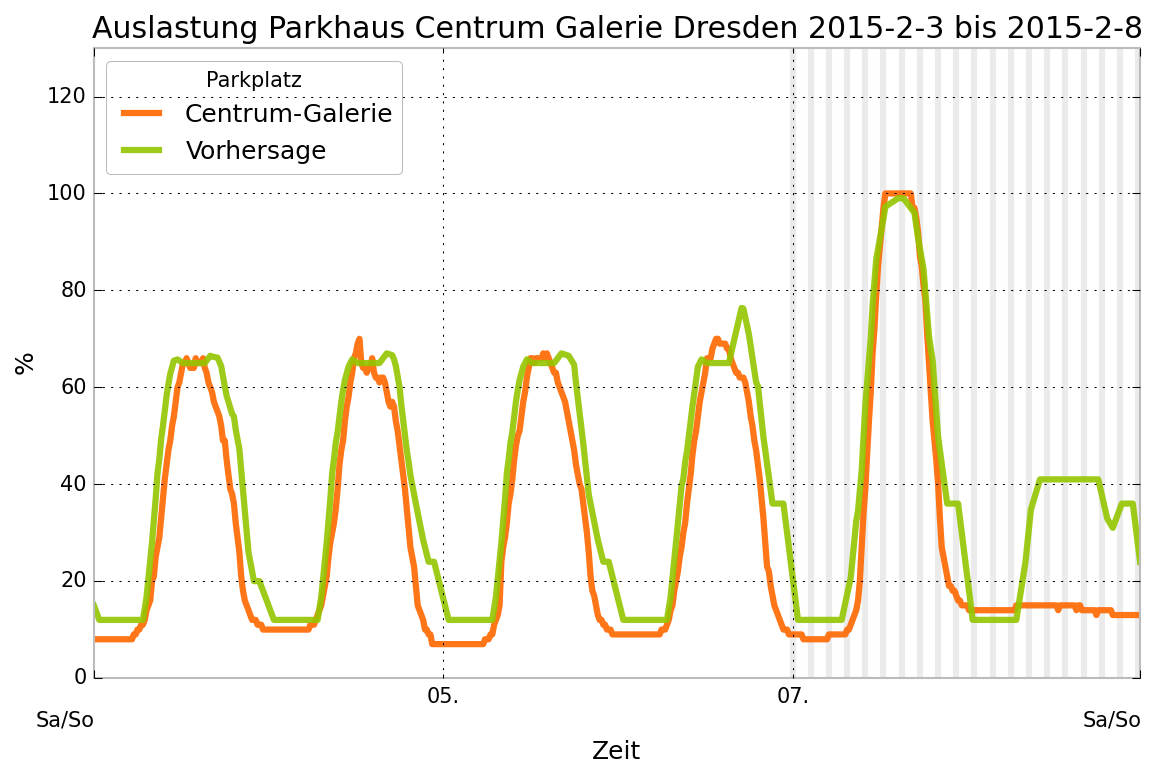 Auslastung Parkhaus Centrum Galerie Dresden 2015-2-3 bis 2015-2-8
Parkplatz
Centrum-Galerie
Vorhersage
%
120
100
80
60
40
20
0
05.
07.
Sa/So
Sa/So
Zeit